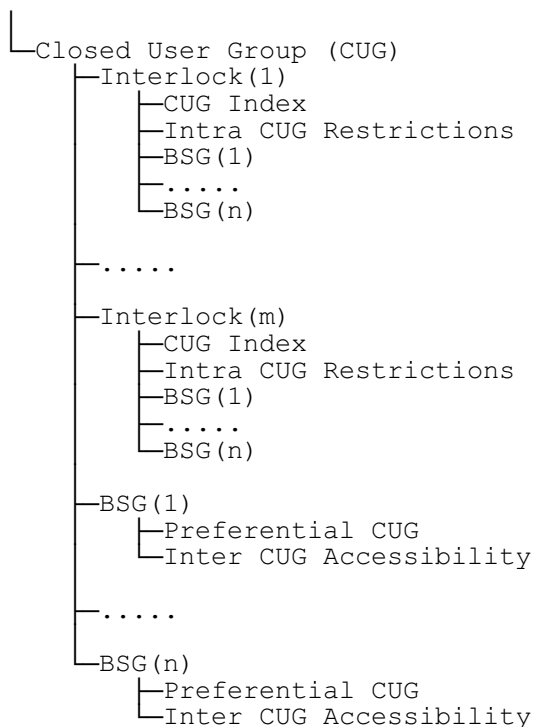 Closed User Group (CUG)
Interlock(1)
CUG Index
Intra CUG Restrictions
BSG(1)
.....
BSG(n)
.....
Interlock(m)
CUG Index
Intra CUG Restrictions
BSG(1)
.....
BSG(n)
BSG(1)
Preferential CUG
Inter CUG Accessibility
.....
BSG(n)
Preferential CUG
Inter CUG Accessibility